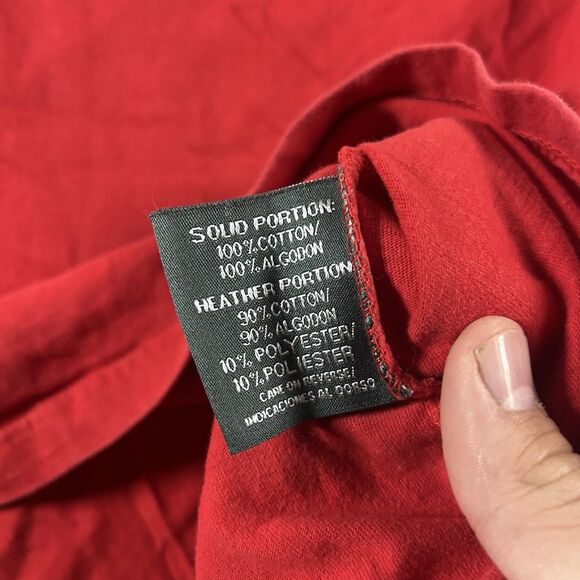 SOLID PORTION:
100% COTTON/
100% ALGODON
HEATHER PORTION
90% COTTON/
90% ALGODON
10% POLYESTER/
10% POLYESTER
CARE ON REVERSE/
INDICACIONES AL DORSO